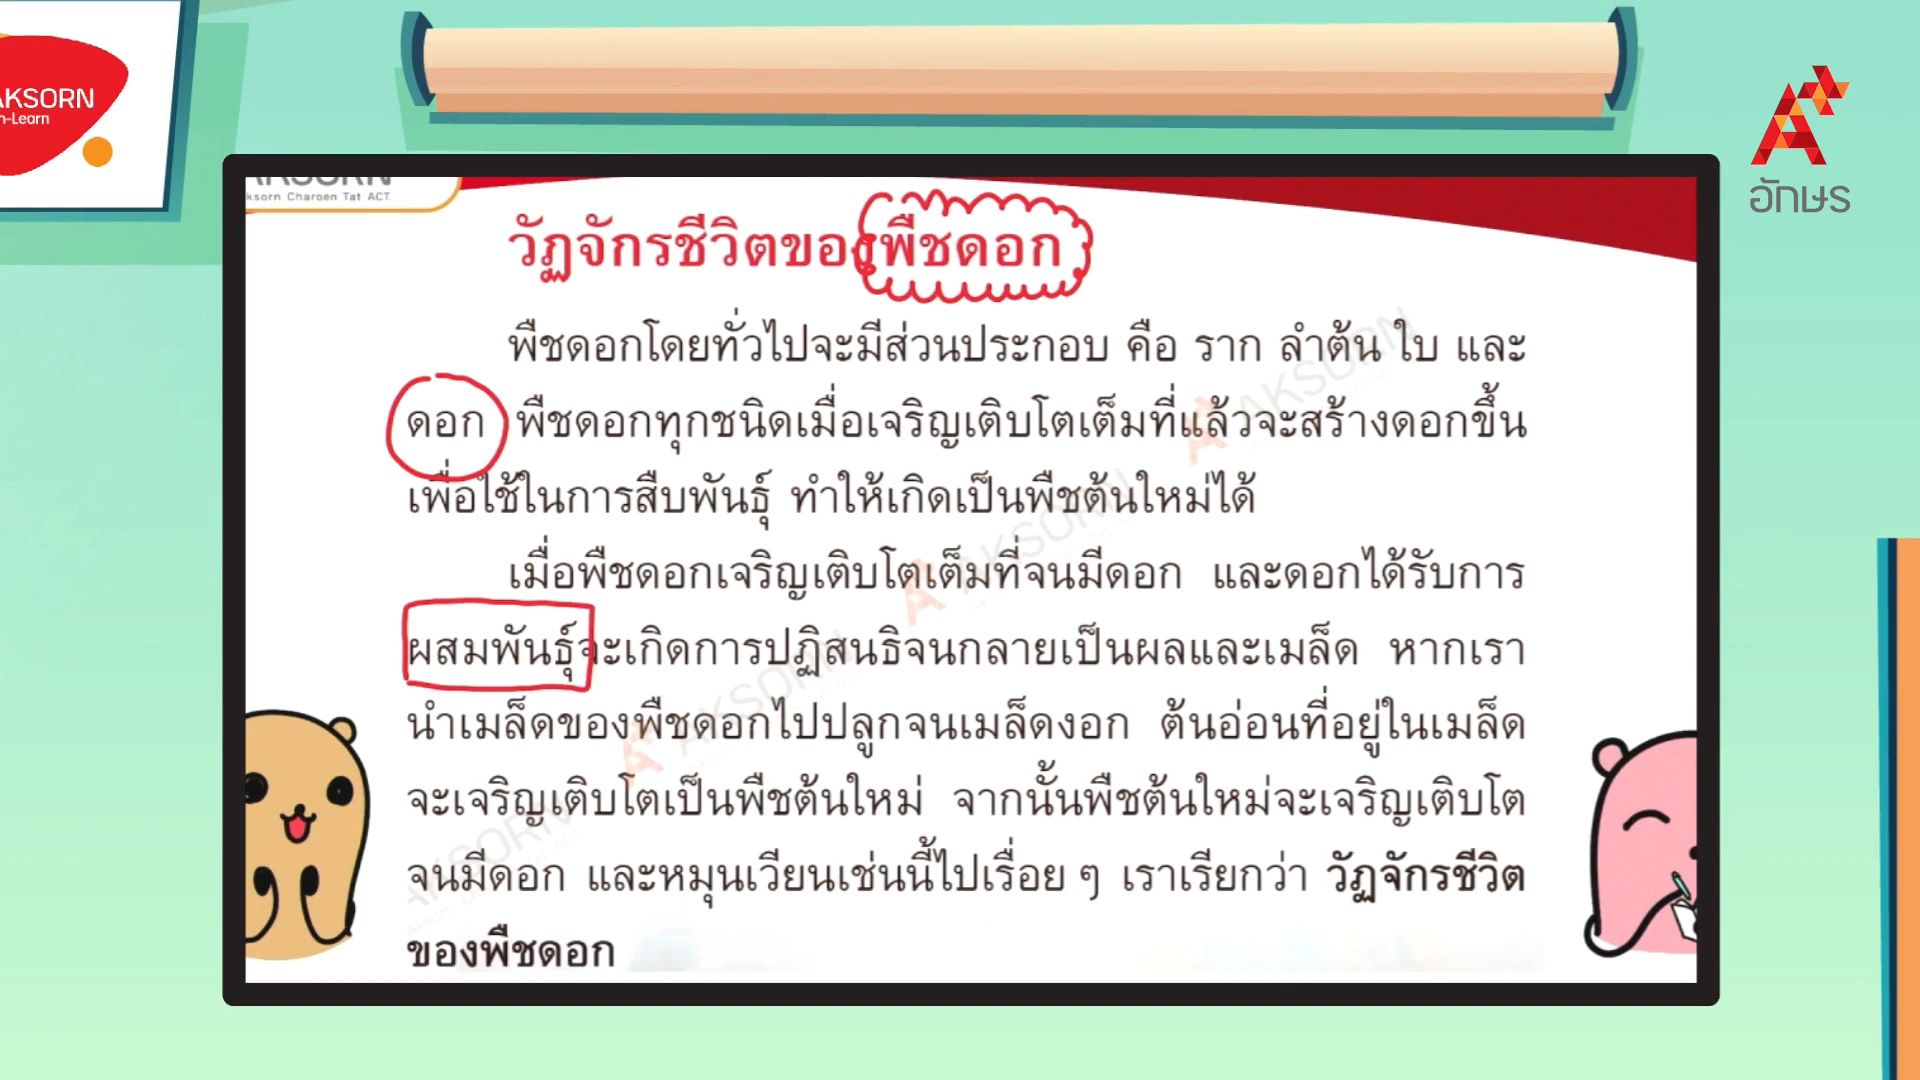 AKSORN
n-Learn
อักษร
AKSORN
ksorn Charoen Tat ACT.
วัฏจักรชีวิตของพืชดอก
พืชดอกโดยทั่วไปจะมีส่วนประกอบ คือ ราก ลำต้น ใบ และ
ดอก พืชดอกทุกชนิดเมื่อเจริญเติบโตเต็มที่แล้วจะสร้างดอกขึ้น
เพื่อใช้ในการสืบพันธุ์ ทำให้เกิดเป็นพืชต้นใหม่ได้
เมื่อพืชดอกเจริญเติบโตเต็มที่จนมีดอก และดอกได้รับการ
ผสมพันธุ์จะเกิดการปฏิสนธิจนกลายเป็นผลและเมล็ด หากเรา
นำเมล็ดของพืชดอกไปปลูกจนเมล็ดงอก ต้นอ่อนที่อยู่ในเมล็ด
จะเจริญเติบโตเป็นพืชต้นใหม่ จากนั้นพืชต้นใหม่จะเจริญเติบโต
จนมีดอก และหมุนเวียนเช่นนี้ไปเรื่อย ๆ เราเรียกว่า วัฏจักรชีวิต
ของพืชดอก
AKSORN
AKSORN
AKSORN
AKSORN